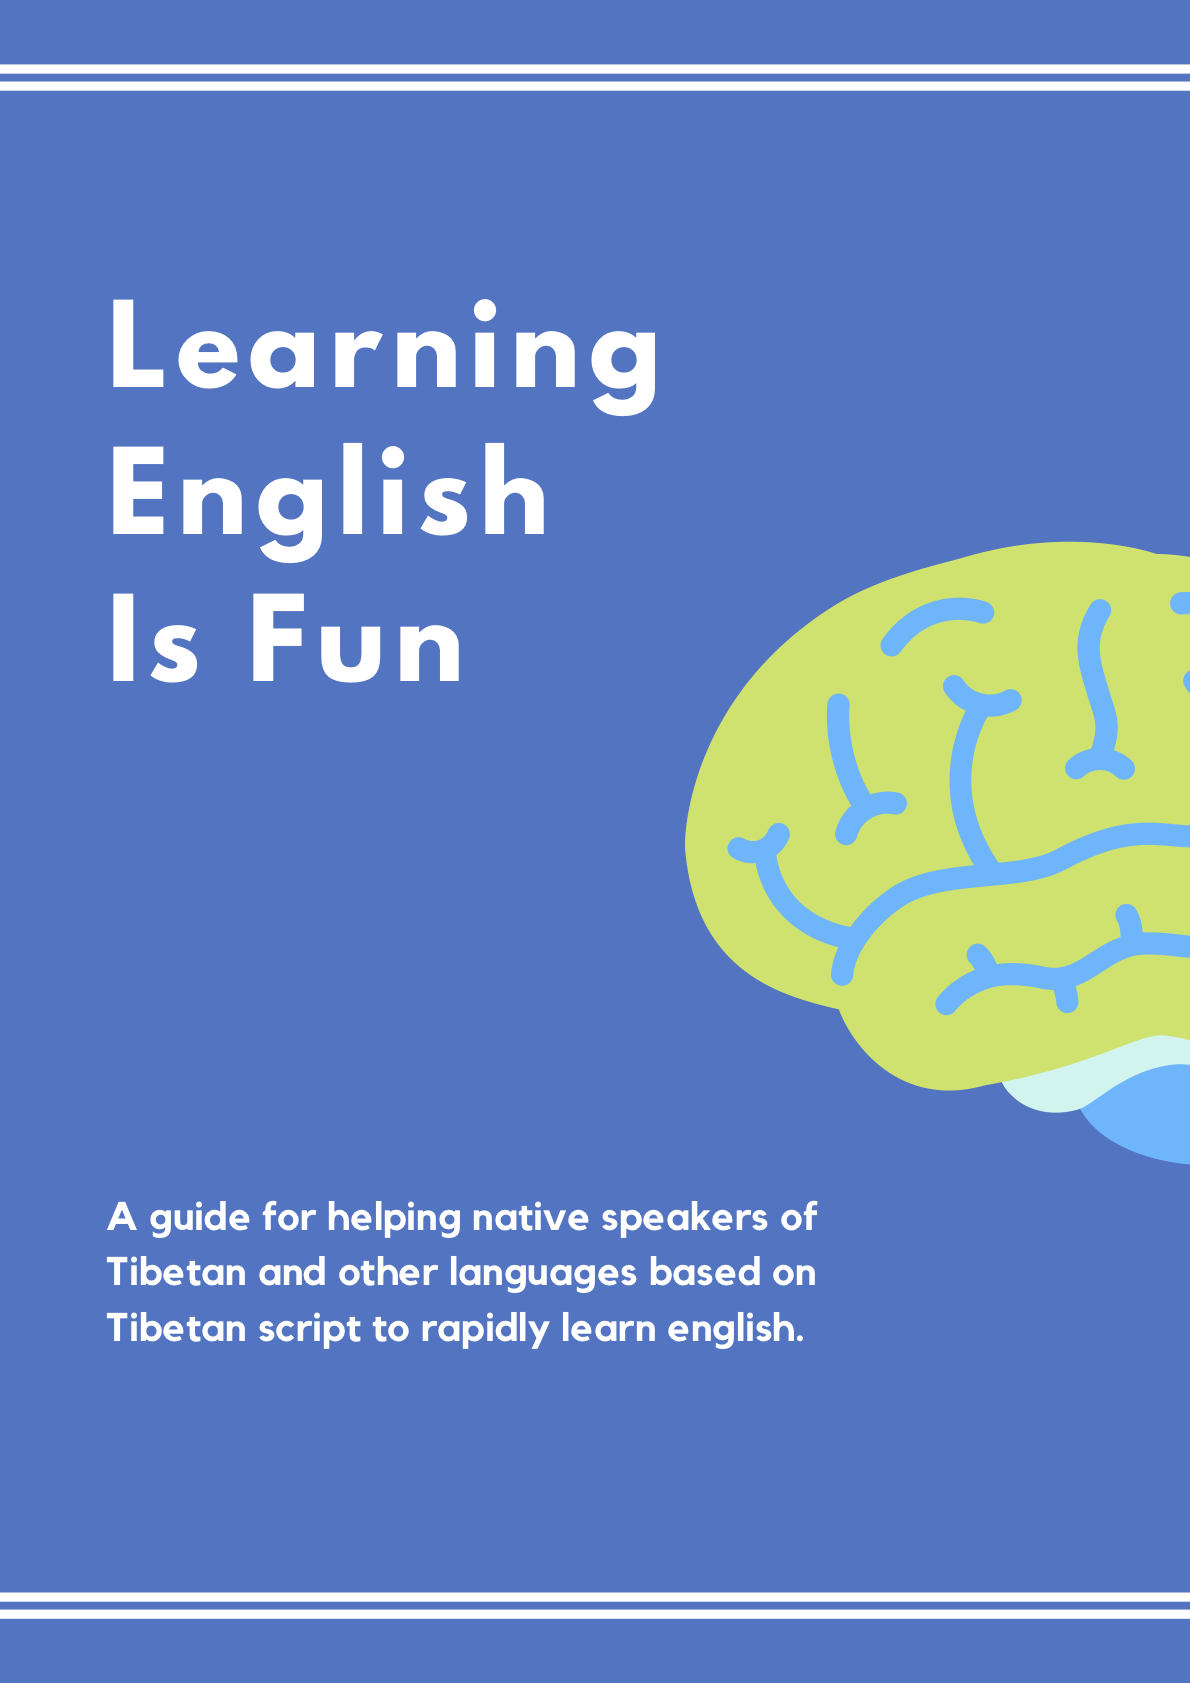 Learning
English
Is Fun
A guide for helping native speakers of
Tibetan and other languages based on
Tibetan script to rapidly learn english.